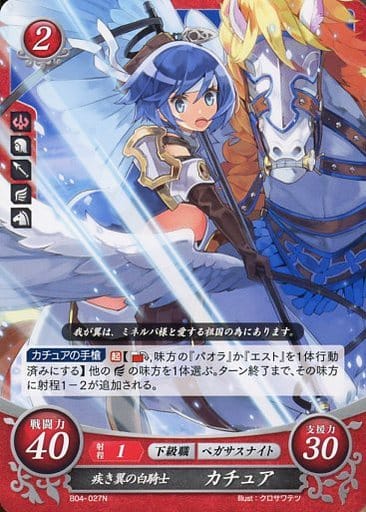 2
我が翼は、ミネルバ様と愛する祖国の為にあります。
カチュアの手槍 起【、味方の『パオラ』か『エスト』を1体行動
済みにする】他の の味方を1体選ぶ。ターン終了まで、その味方
に射程1－2が追加される。
戦闘力
40
射程 1
下級職
ペガサスナイト
支援力
30
疾き翼の白騎士 カチュア
B04-027N
Illust:クロサワテツ